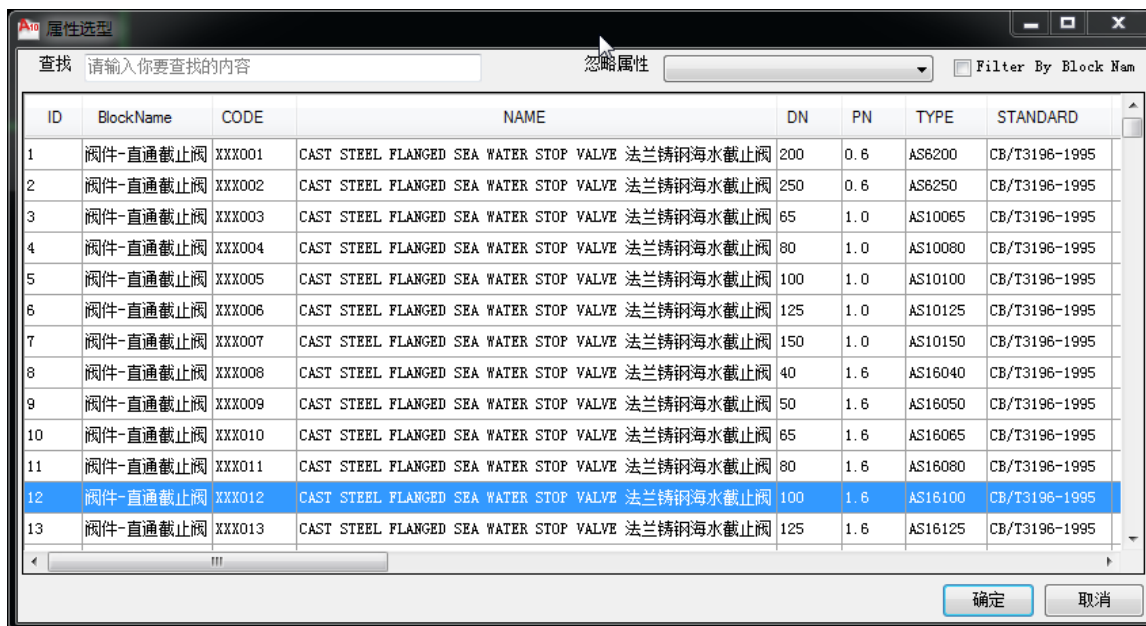 A10 属性选型
查找 请输入你要查找的内容 忽略属性 Filter By Block Nam
ID BlockName CODE NAME DN PN TYPE STANDARD
1 阀件-直通截止阀 XXX001 CAST STEEL FLANGED SEA WATER STOP VALVE 法兰铸钢海水截止阀 200 0.6 AS6200 CB/T3196-1995
2 阀件-直通截止阀 XXX002 CAST STEEL FLANGED SEA WATER STOP VALVE 法兰铸钢海水截止阀 250 0.6 AS6250 CB/T3196-1995
3 阀件-直通截止阀 XXX003 CAST STEEL FLANGED SEA WATER STOP VALVE 法兰铸钢海水截止阀 65 1.0 AS10065 CB/T3196-1995
4 阀件-直通截止阀 XXX004 CAST STEEL FLANGED SEA WATER STOP VALVE 法兰铸钢海水截止阀 80 1.0 AS10080 CB/T3196-1995
5 阀件-直通截止阀 XXX005 CAST STEEL FLANGED SEA WATER STOP VALVE 法兰铸钢海水截止阀 100 1.0 AS10100 CB/T3196-1995
6 阀件-直通截止阀 XXX006 CAST STEEL FLANGED SEA WATER STOP VALVE 法兰铸钢海水截止阀 125 1.0 AS10125 CB/T3196-1995
7 阀件-直通截止阀 XXX007 CAST STEEL FLANGED SEA WATER STOP VALVE 法兰铸钢海水截止阀 150 1.0 AS10150 CB/T3196-1995
8 阀件-直通截止阀 XXX008 CAST STEEL FLANGED SEA WATER STOP VALVE 法兰铸钢海水截止阀 40 1.6 AS16040 CB/T3196-1995
9 阀件-直通截止阀 XXX009 CAST STEEL FLANGED SEA WATER STOP VALVE 法兰铸钢海水截止阀 50 1.6 AS16050 CB/T3196-1995
10 阀件-直通截止阀 XXX010 CAST STEEL FLANGED SEA WATER STOP VALVE 法兰铸钢海水截止阀 65 1.6 AS16065 CB/T3196-1995
11 阀件-直通截止阀 XXX011 CAST STEEL FLANGED SEA WATER STOP VALVE 法兰铸钢海水截止阀 80 1.6 AS16080 CB/T3196-1995
12 阀件-直通截止阀 XXX012 CAST STEEL FLANGED SEA WATER STOP VALVE 法兰铸钢海水截止阀 100 1.6 AS16100 CB/T3196-1995
13 阀件-直通截止阀 XXX013 CAST STEEL FLANGED SEA WATER STOP VALVE 法兰铸钢海水截止阀 125 1.6 AS16125 CB/T3196-1995
确定 取消